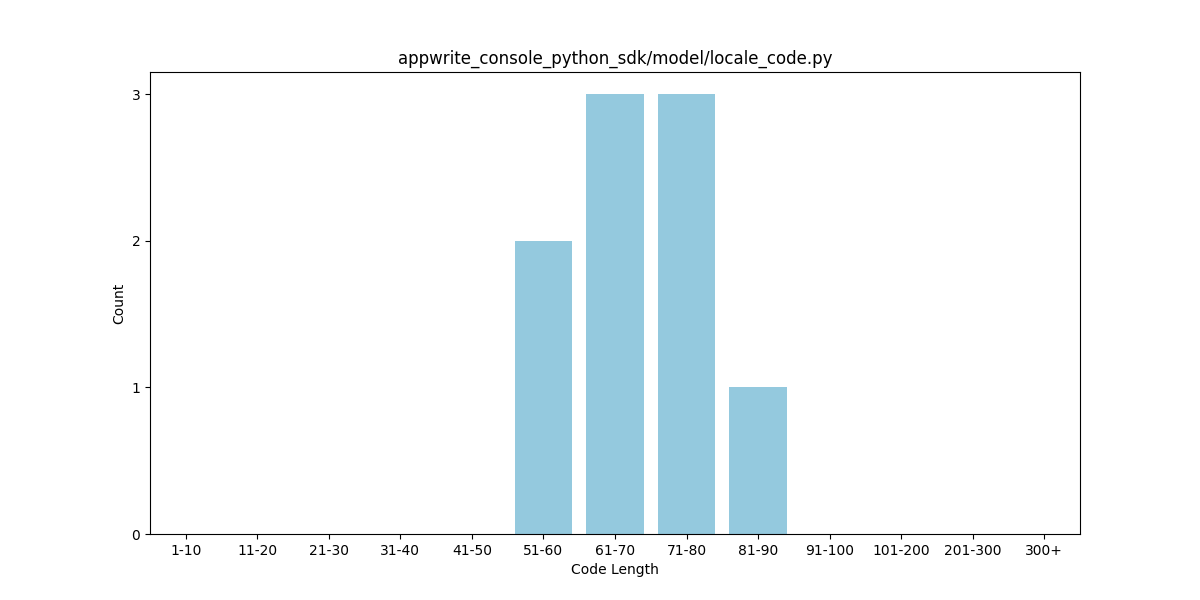 appwrite_console_python_sdk/model/locale_code.py
3
2
1
0
Count
1-10 11-20 21-30 31-40 41-50 51-60 61-70 71-80 81-90 91-100 101-200 201-300 300+
Code Length